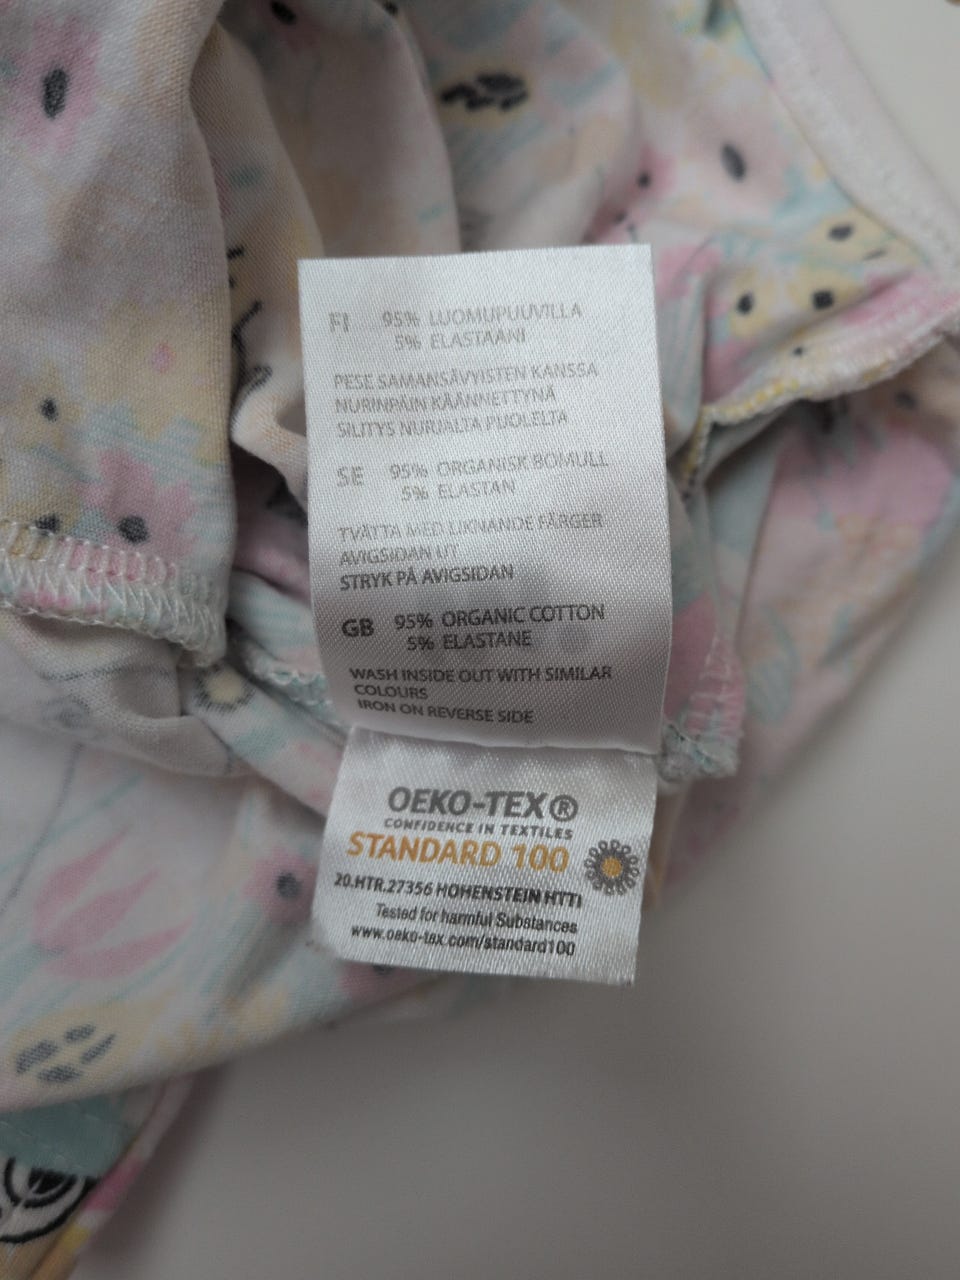 FI 95% LUOMUPUUVILLA
5% ELASTAANI
PESE SAMANSÄVYISTEN KANSSA
NURINPÄIN KÄÄNNETTYNÄ
SILITYS NURJALTA PUOLELTA
SE 95% ORGANISK BOMULL
5% ELASTAN
TVÄTTA MED LIKNANDE FÄRGER
AVIGSIDAN UT
STRYK PÅ AVIGSIDAN
GB 95% ORGANIC COTTON
5% ELASTANE
WASH INSIDE OUT WITH SIMILAR
COLOURS
IRON ON REVERSE SIDE
OEKO-TEX®
CONFIDENCE IN TEXTILES
STANDARD 100
20.HTR.27356 HOHENSTEIN HTTI
Tested for harmful Substances
www.oeko-tex.com/standard100